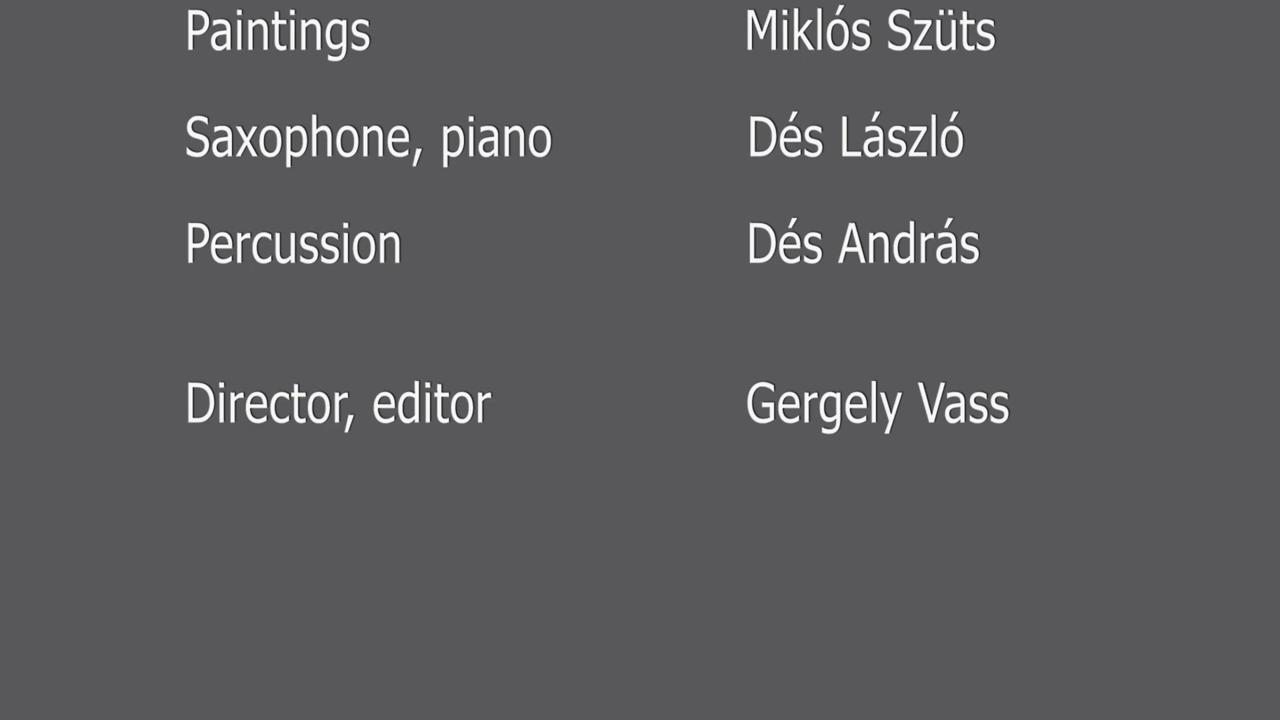 Paintings Miklós Szüts
Saxophone, piano Dés László
Percussion Dés András
Director, editor Gergely Vass